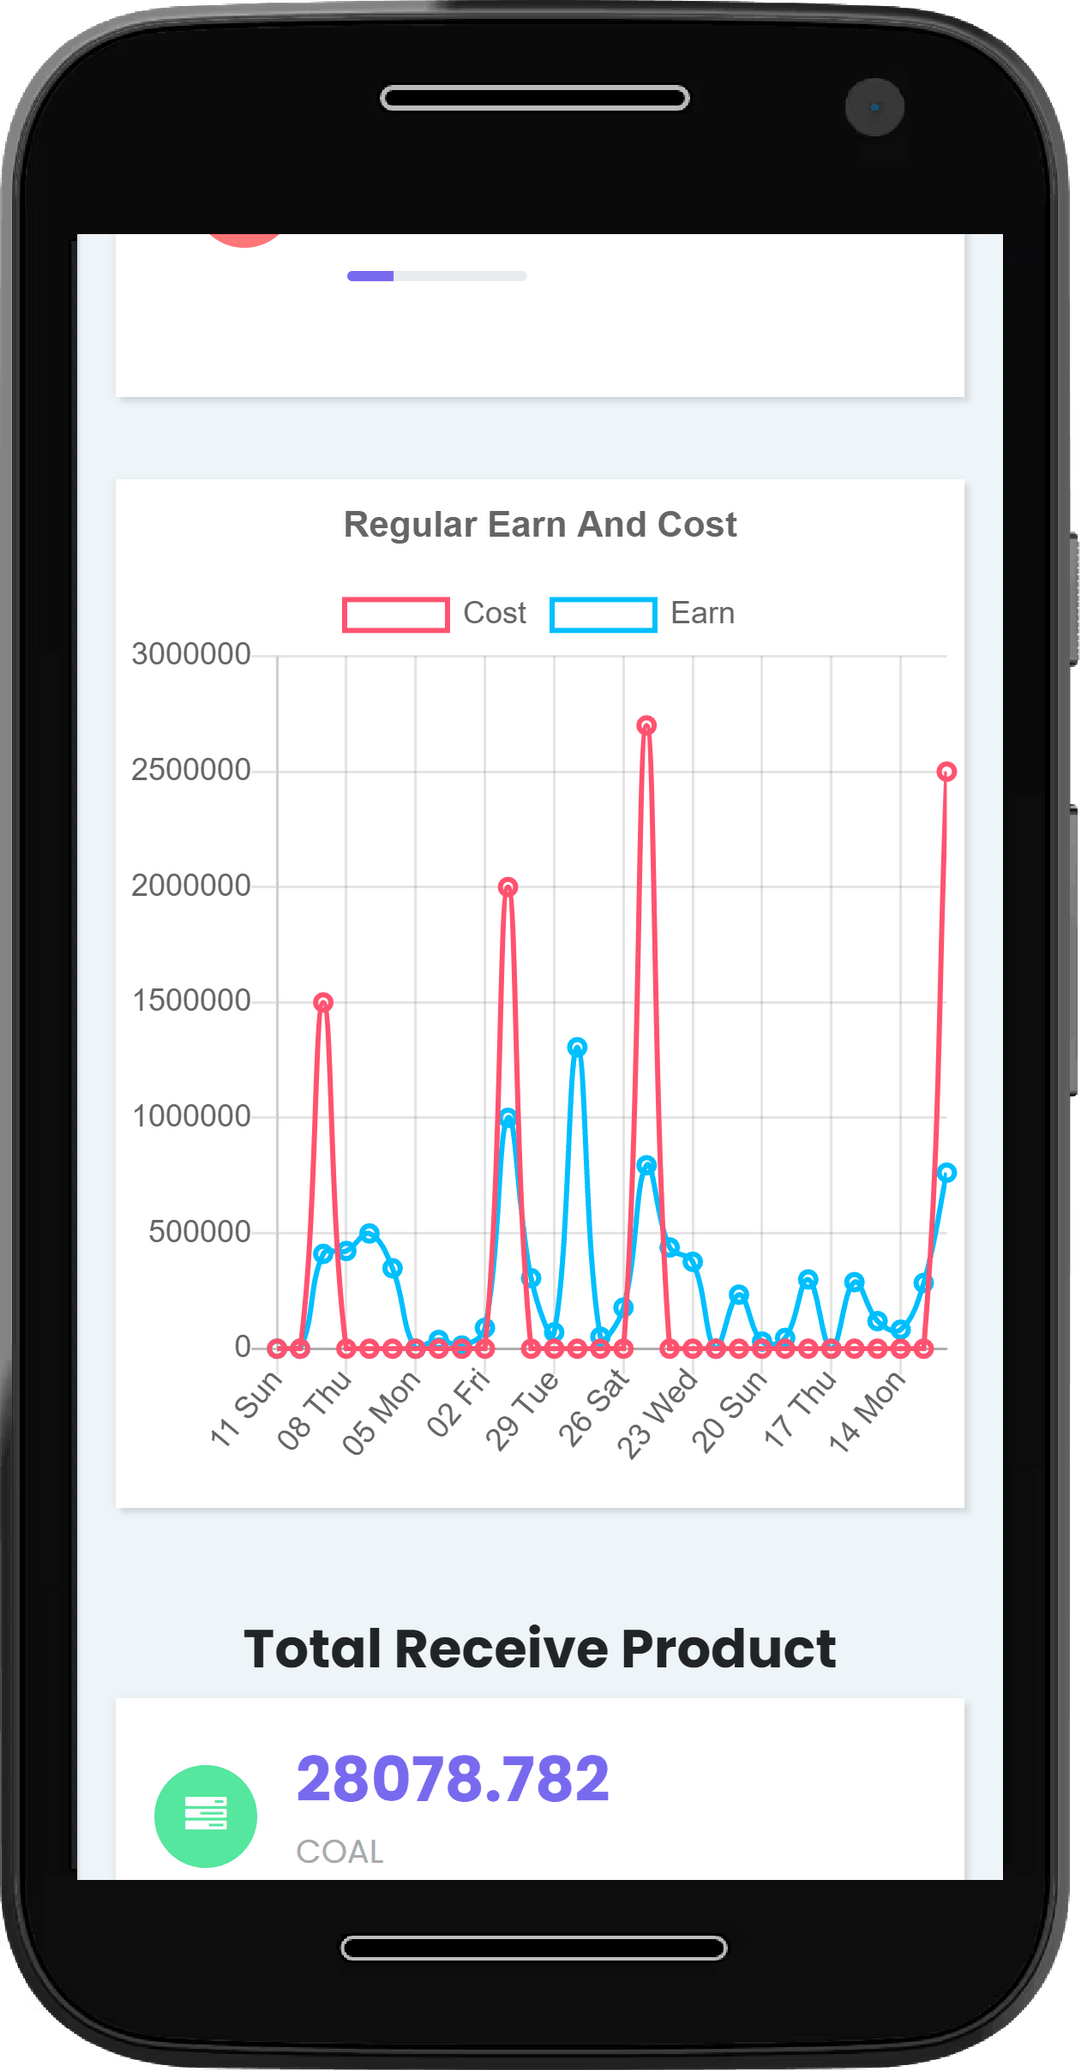 Regular Earn And Cost
Cost Earn
3000000
2500000
2000000
1500000
1000000
500000
0
11 Sun 08 Thu 05 Mon 02 Fri 29 Tue 26 Sat 23 Wed 20 Sun 17 Thu 14 Mon
Total Receive Product
28078.782
COAL